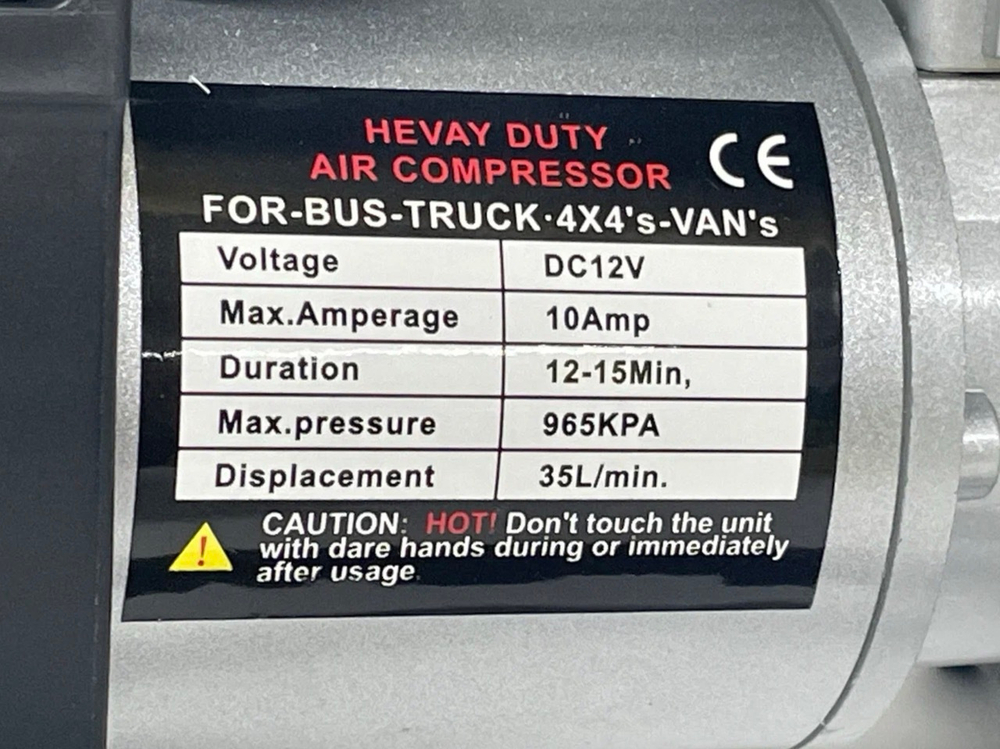 HEVAY DUTY
AIR COMPRESSOR
CE
FOR-BUS-TRUCK·4X4's-VAN's
Voltage DC12V
Max.Amperage 10Amp
Duration 12-15Min,
Max.pressure 965KPA
Displacement 35L/min.
! CAUTION: HOT! Don't touch the unit
with dare hands during or immediately
after usage.